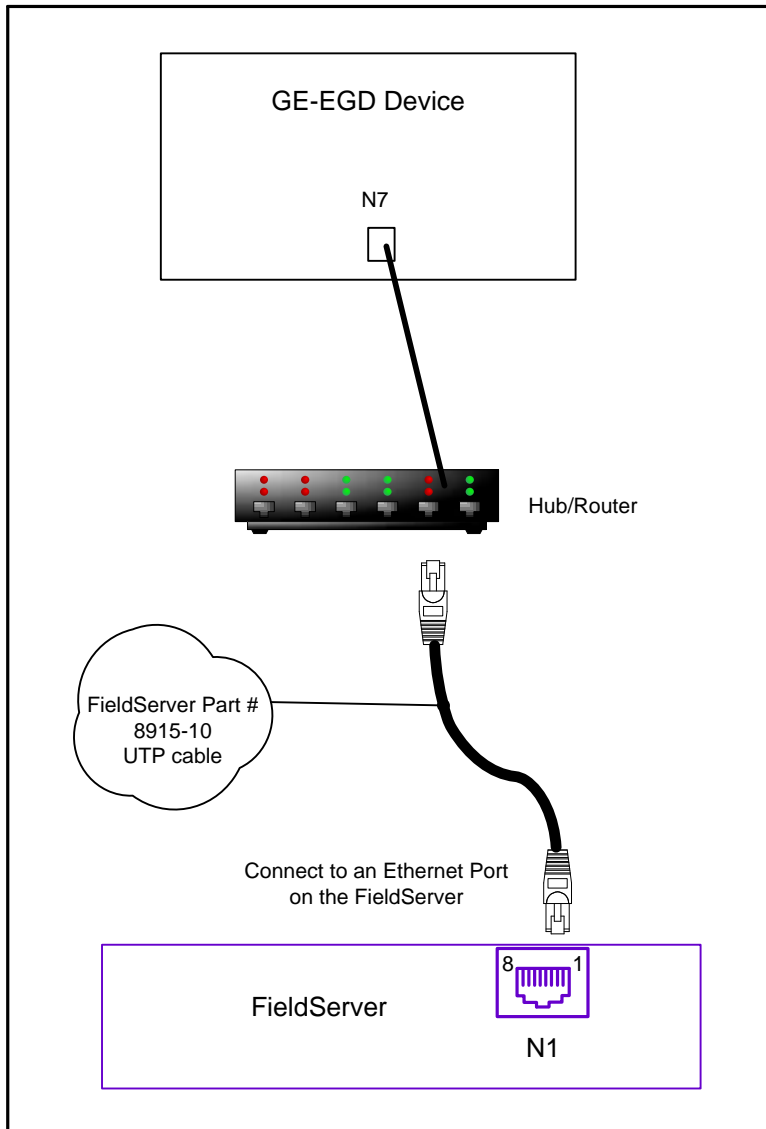 GE-EGD Device
N7
Hub/Router
FieldServer Part #
8915-10
UTP cable
Connect to an Ethernet Port
on the FieldServer
8 1
FieldServer
N1